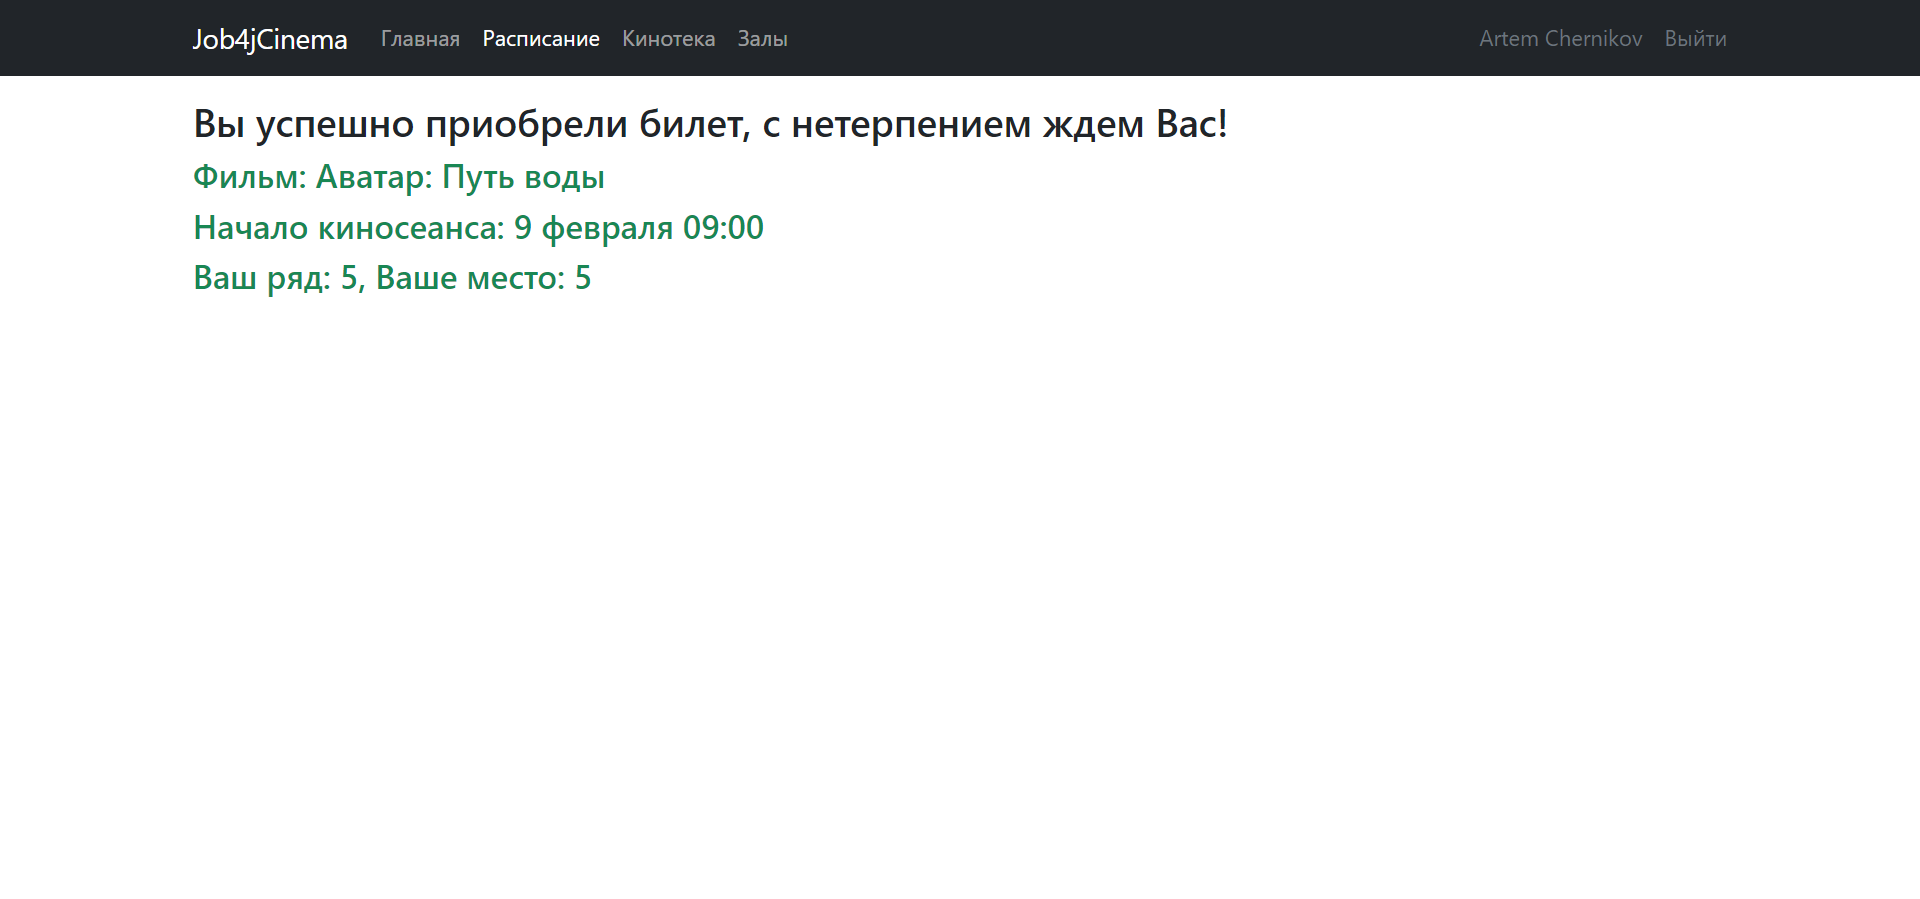 Job4jCinema Главная Расписание Кинотека Залы Artem Chernikov Выйти
Вы успешно приобрели билет, с нетерпением ждем Вас!
Фильм: Аватар: Путь воды
Начало киносеанса: 9 февраля 09:00
Ваш ряд: 5, Ваше место: 5